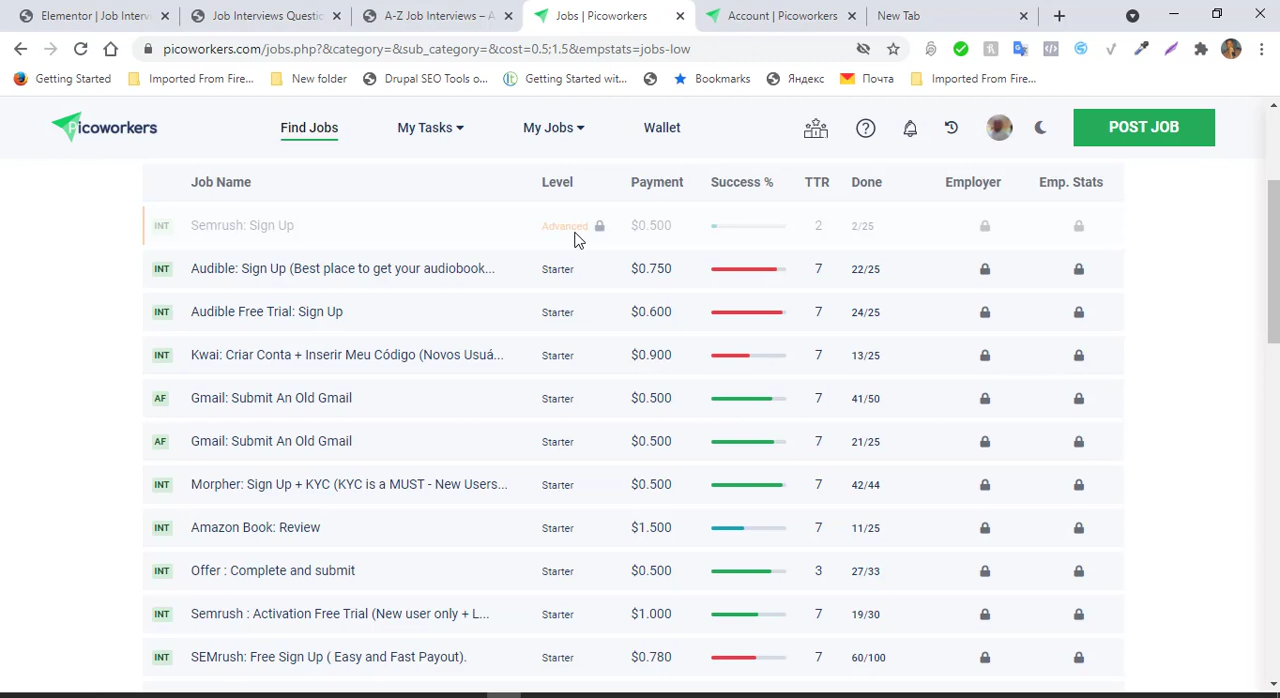 Elementor | Job Interv
Job Interviews Questic
A-Z Job Interviews – A
Jobs | Picoworkers
Account | Picoworkers
New Tab
picoworkers.com/jobs.php?&category=&sub_category=&cost=0.5;1.5&empstats=jobs-low
Getting Started
Imported From Fire...
New folder
Drupal SEO Tools o...
Getting Started wit...
Bookmarks
Яндекс
Почта
Imported From Fire...
Picoworkers
Find Jobs
My Tasks
My Jobs
Wallet
POST JOB
Job Name Level Payment Success % TTR Done Employer Emp. Stats
INT Semrush: Sign Up Advanced $0.500 2 2/25
INT Audible: Sign Up (Best place to get your audiobook... Starter $0.750 7 22/25
INT Audible Free Trial: Sign Up Starter $0.600 7 24/25
INT Kwai: Criar Conta + Inserir Meu Código (Novos Usuá... Starter $0.900 7 13/25
AF Gmail: Submit An Old Gmail Starter $0.500 7 41/50
AF Gmail: Submit An Old Gmail Starter $0.500 7 21/25
INT Morpher: Sign Up + KYC (KYC is a MUST - New Users... Starter $0.500 7 42/44
INT Amazon Book: Review Starter $1.500 7 11/25
INT Offer : Complete and submit Starter $0.500 3 27/33
INT Semrush : Activation Free Trial (New user only + L... Starter $1.000 7 19/30
INT SEMrush: Free Sign Up ( Easy and Fast Payout). Starter $0.780 7 60/100